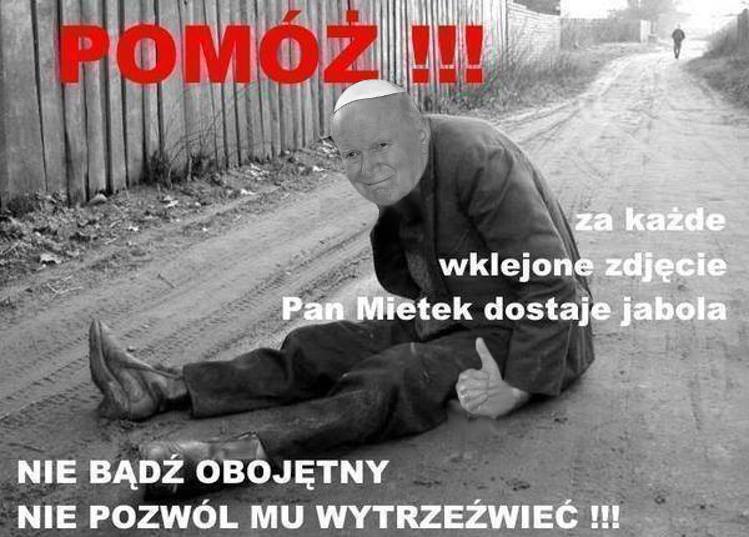 POMÓŻ !!!
za każde
wklejone zdjęcie
Pan Mietek dostaje jabola
NIE BĄDŹ OBOJĘTNY
NIE POZWÓL MU WYTRZEŹWIEĆ !!!